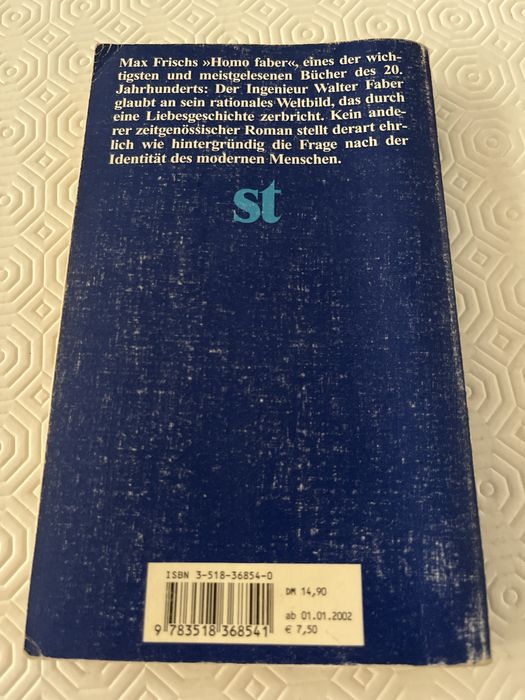 Max Frischs »Homo faber«, eines der wich-
tigsten und meistgelesenen Bücher des 20.
Jahrhunderts: Der Ingenieur Walter Faber
glaubt an sein rationales Weltbild, das durch
eine Liebesgeschichte zerbricht. Kein ande-
rer zeitgenössischer Roman stellt derart ehr-
lich wie hintergründig die Frage nach der
Identität des modernen Menschen.
st
ISBN 3-518-36854-0
9 783518 368541
DM 14,90
ab 01.01.2002
€ 7,50